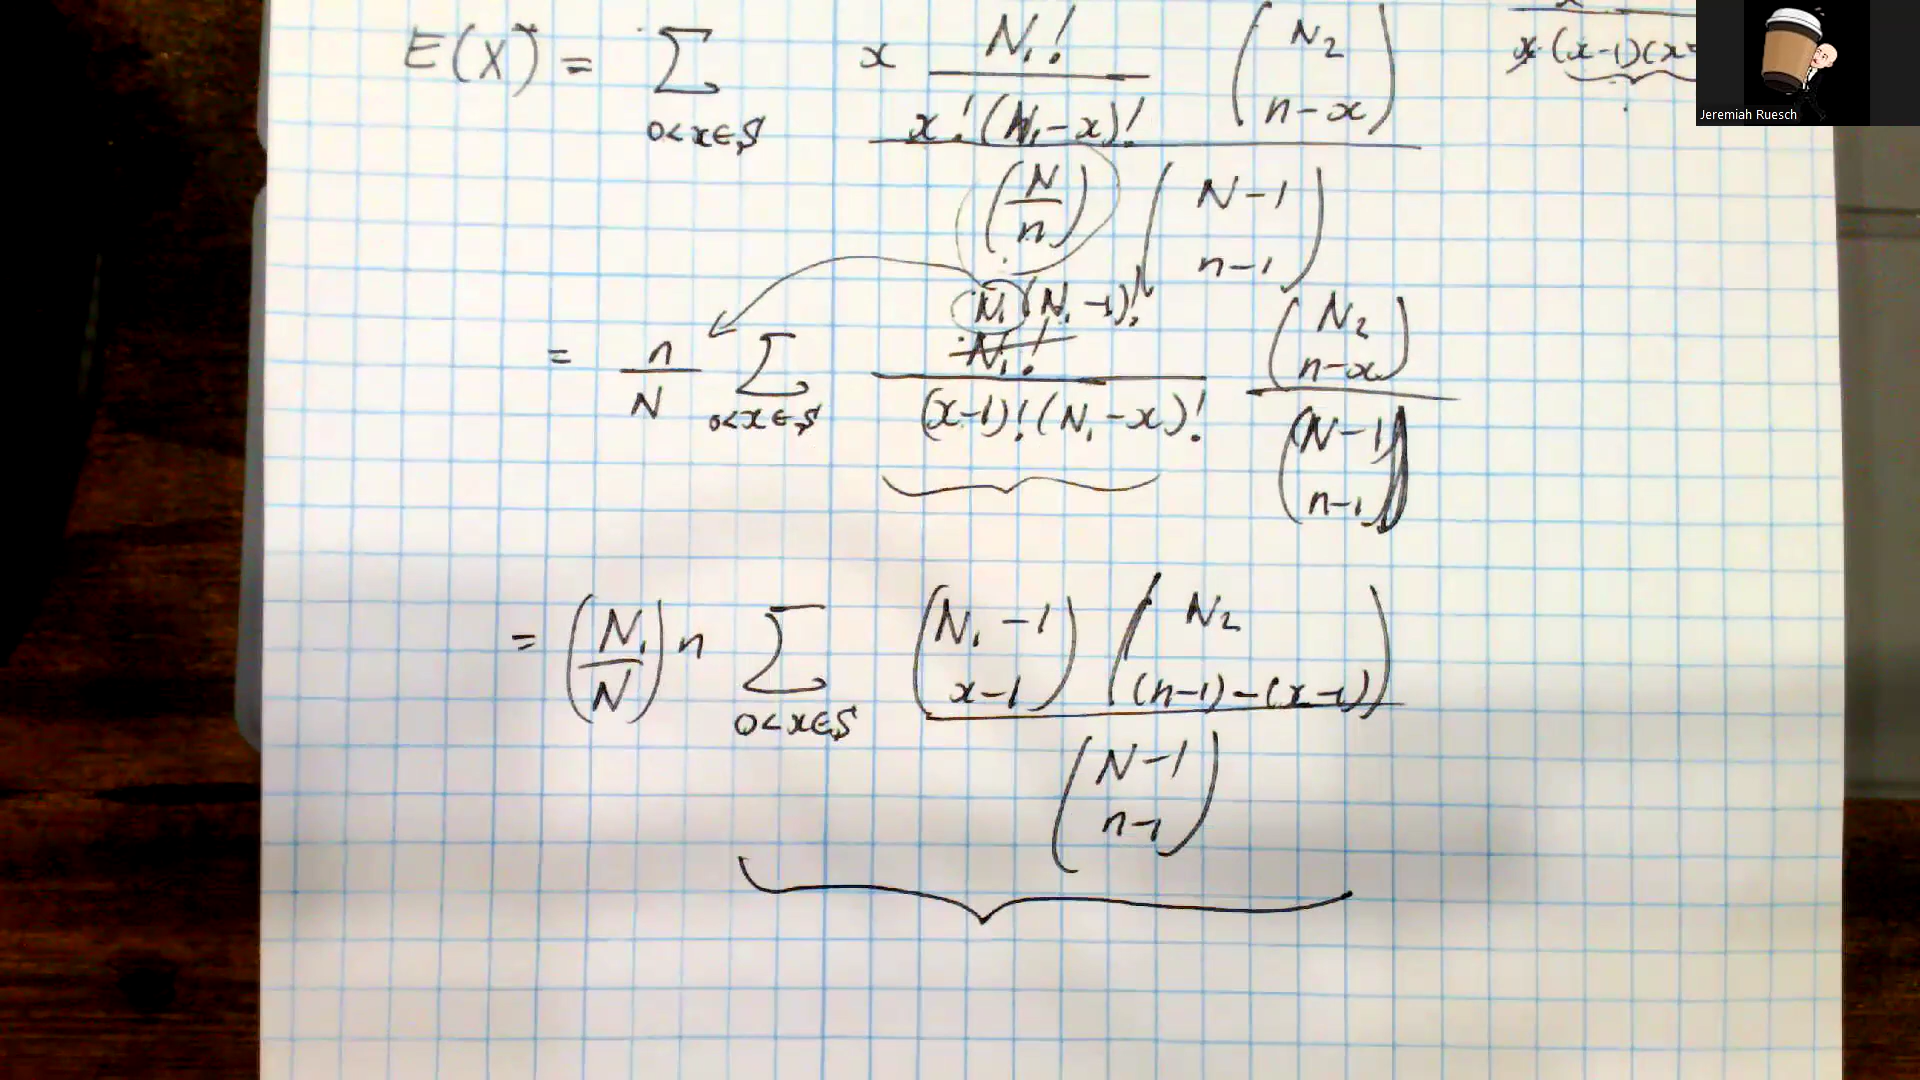 E(X) = Σ x N₁! / x!(N₁-x)! (N₂ n-x)
0<x∈S
(N/n) (N-1 n-1)
x·(x-1)(x-
Jeremiah Ruesch
N₁(N₁-1)!
= n/N Σ N₁! / (x-1)!(N₁-x)! (N₂ n-x) / (N-1 n-1)
0<x∈S
= (N₁/N) n Σ (N₁-1 x-1) (N₂ (n-1)-(x-1))
0<x∈S
(N-1 n-1)